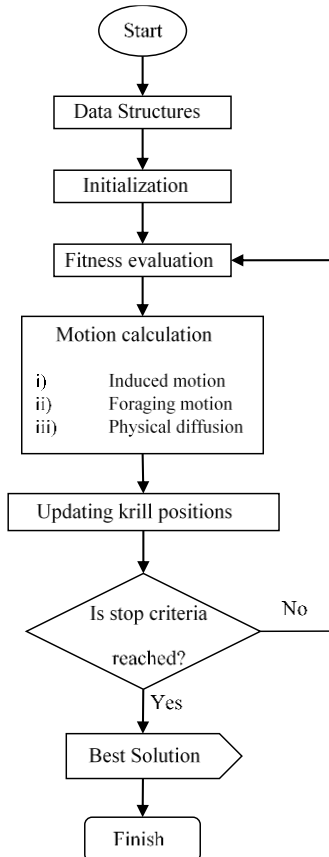 Start
Data Structures
Initialization
Fitness evaluation
Motion calculation
i) Induced motion
ii) Foraging motion
iii) Physical diffusion
Updating krill positions
Is stop criteria
reached?
No
Yes
Best Solution
Finish